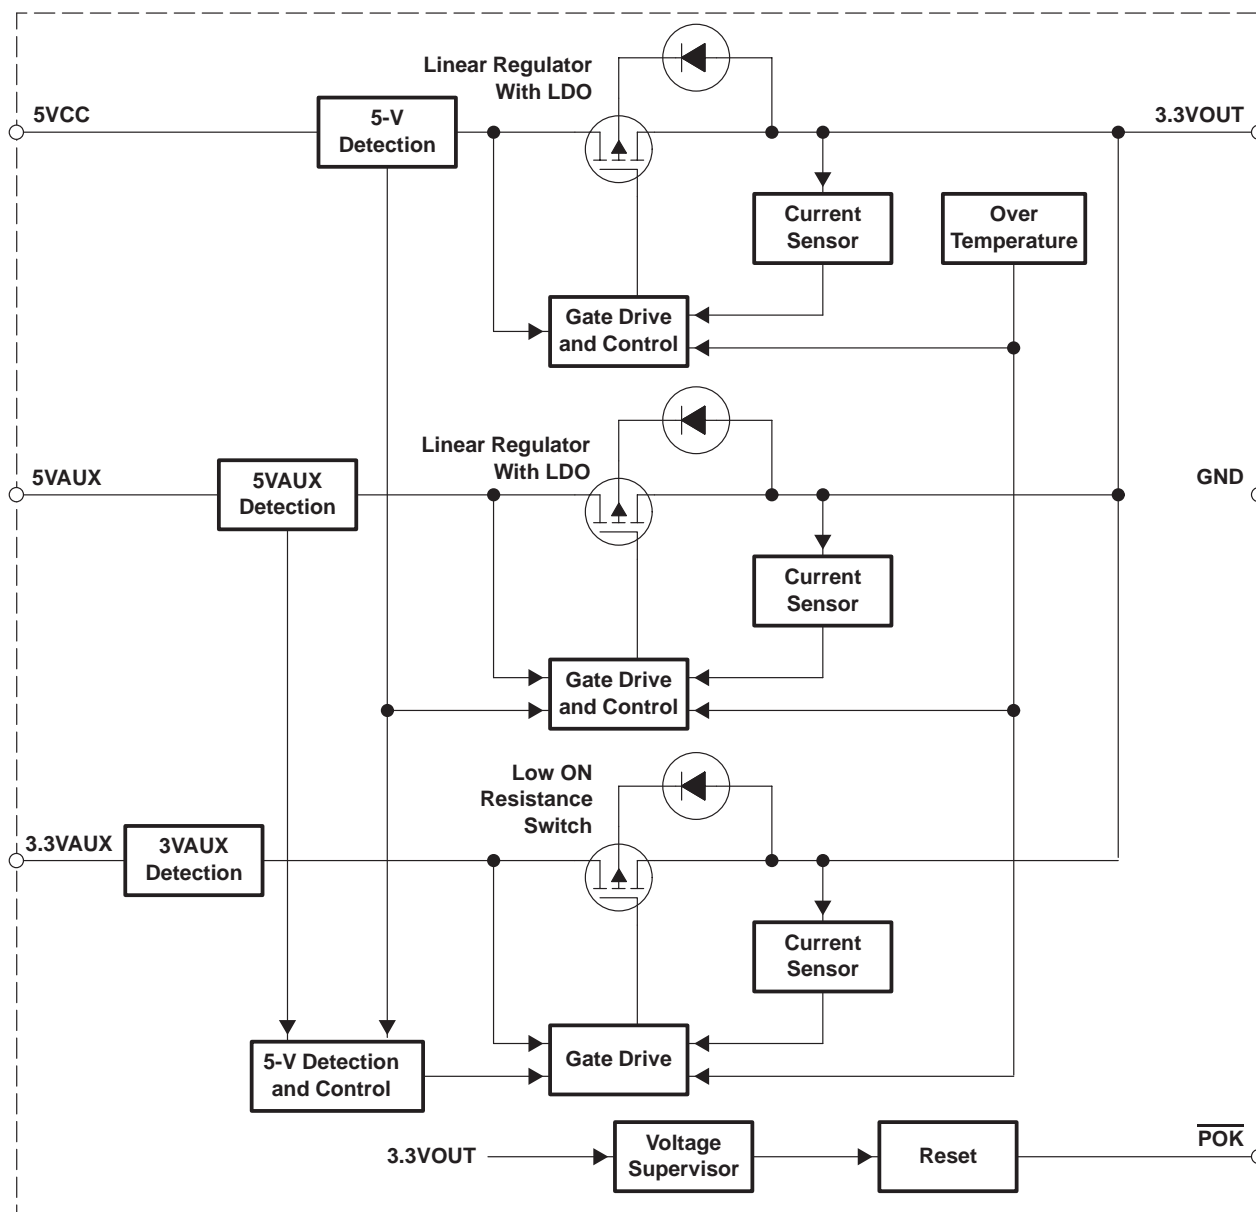 Linear Regulator
With LDO
5VCC
5-V
Detection
3.3VOUT
Current
Sensor
Over
Temperature
Gate Drive
and Control
Linear Regulator
With LDO
5VAUX
5VAUX
Detection
GND
Current
Sensor
Gate Drive
and Control
Low ON
Resistance
Switch
3.3VAUX
3VAUX
Detection
Current
Sensor
5-V Detection
and Control
Gate Drive
3.3VOUT
Voltage
Supervisor
Reset
POK